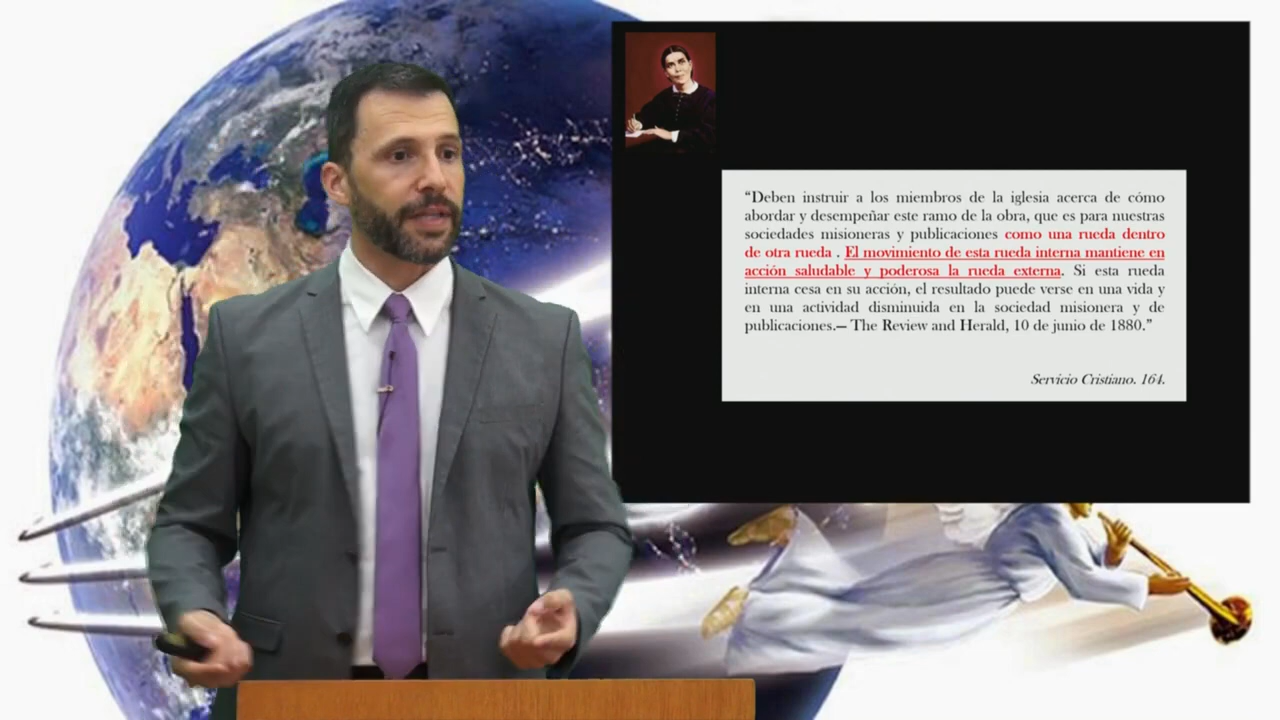 “Deben instruir a los miembros de la iglesia acerca de cómo
abordar y desempeñar este ramo de la obra, que es para nuestras
sociedades misioneras y publicaciones como una rueda dentro
de otra rueda . El movimiento de esta rueda interna mantiene en
acción saludable y poderosa la rueda externa. Si esta rueda
interna cesa en su acción, el resultado puede verse en una vida y
en una actividad disminuida en la sociedad misionera y de
publicaciones.— The Review and Herald, 10 de junio de 1880.”
Servicio Cristiano. 164.